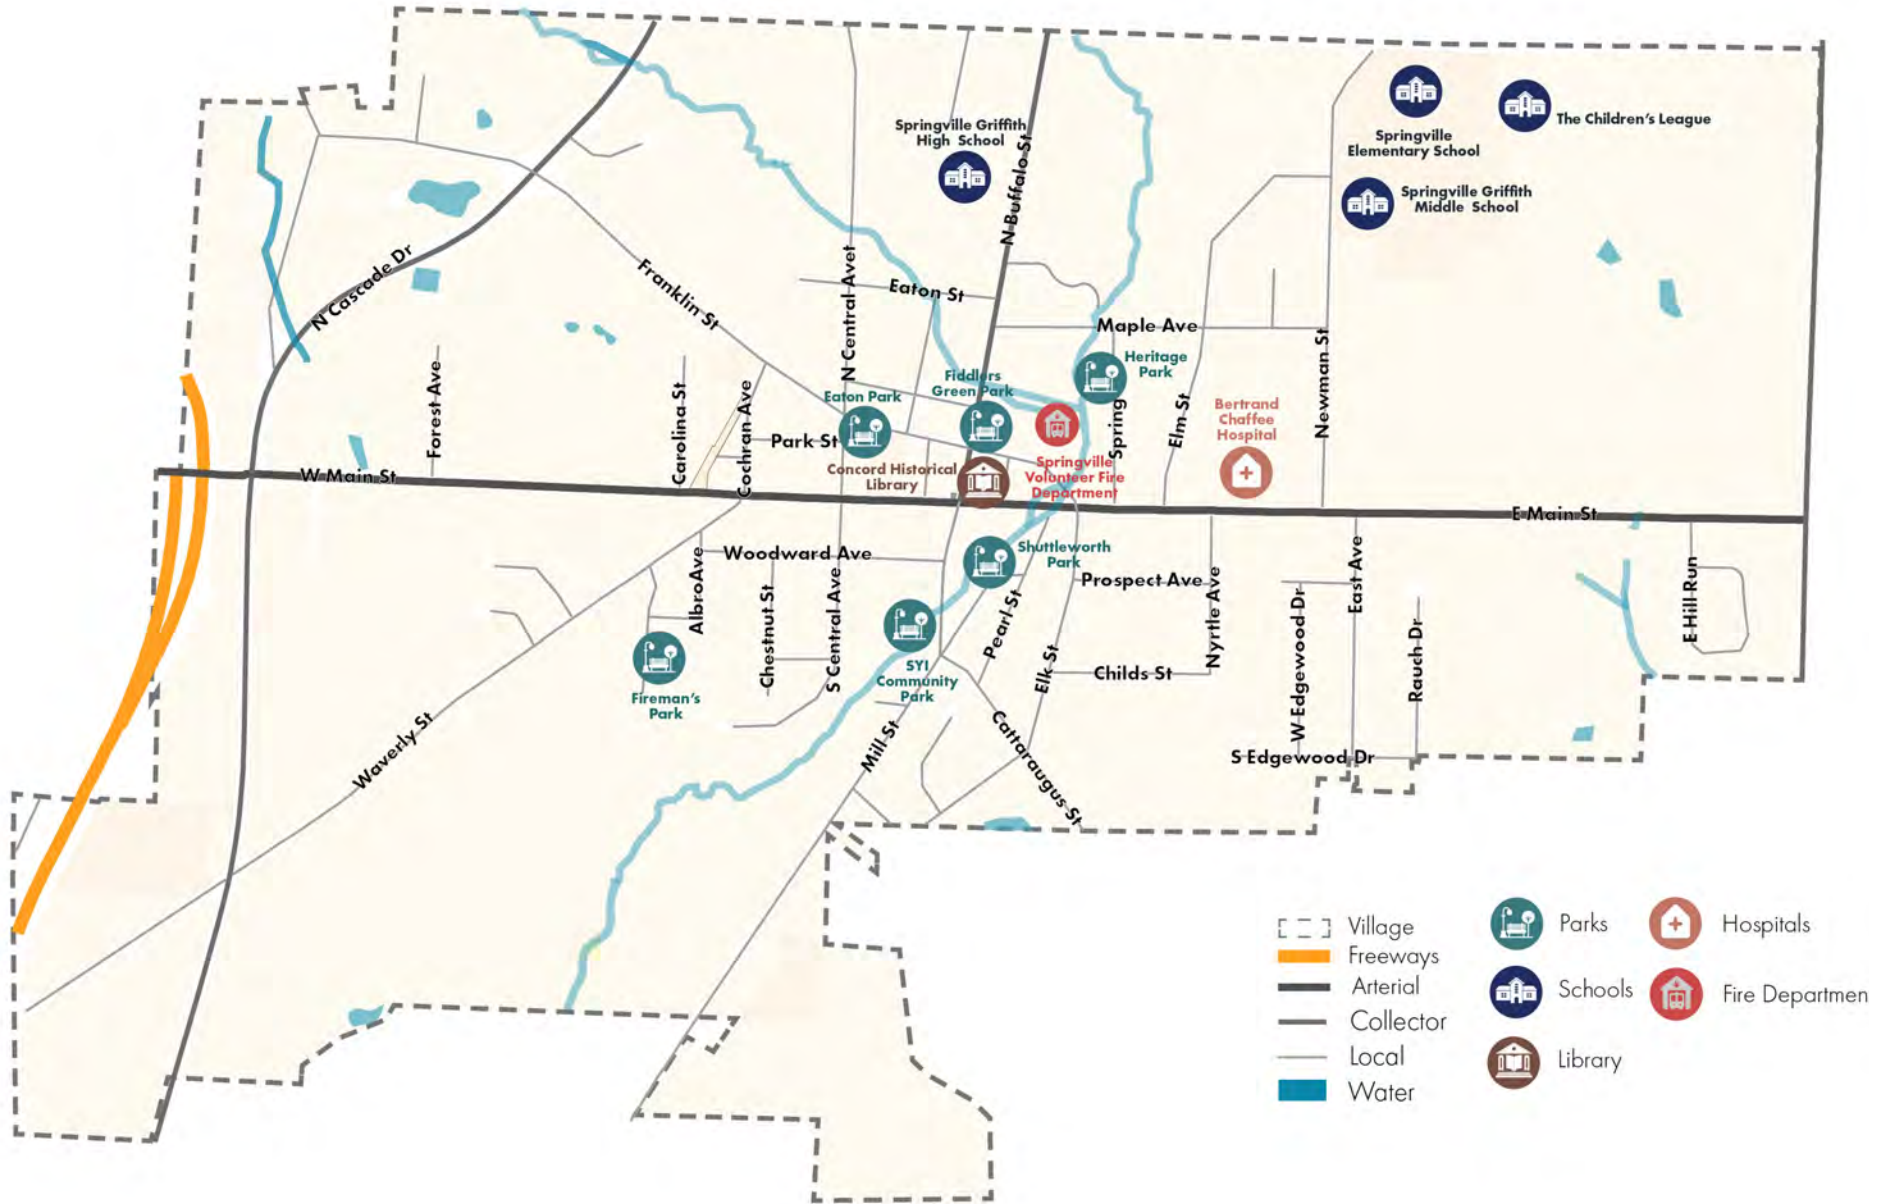 Springville Griffith
High School
N Buffalo St
Springville
Elementary School
The Children's League
Springville Griffith
Middle School
N Cascade Dr
Franklin St
N Central Avet
Eaton St
Maple Ave
Heritage
Park
Fiddlers
Green Park
Eaton Park
Forest Ave
Carolina St
Cochran Ave
Park St
Spring
Elm St
Bertrand
Chaffee
Hospital
Newman St
Concord Historical
Library
Springville
Volunteer Fire
Department
W Main St
E Main St
Woodward Ave
Shuttleworth
Park
Prospect Ave
AlbroAve
Chestnut St
S Central Ave
Pearl St
Elk St
Nyrtle Ave
East Ave
W Edgewood Dr
Rauch Dr
E Hill Run
Childs St
SYI
Community
Park
Fireman's
Park
Waverly St
Mill St
Cattaraugus St
S Edgewood Dr
Village
Freeways
Arterial
Collector
Local
Water
Parks
Schools
Library
Hospitals
Fire Departmen